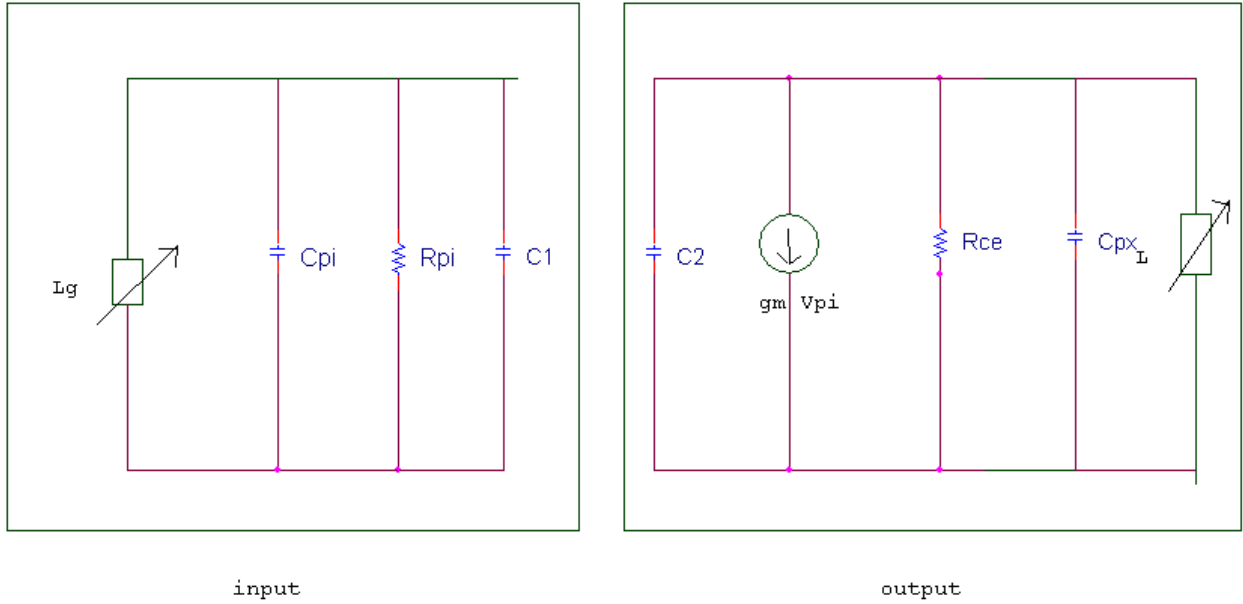 Lg
Cpi
Rpi
C1
C2
gm Vpi
Rce
Cpx
L
input
output